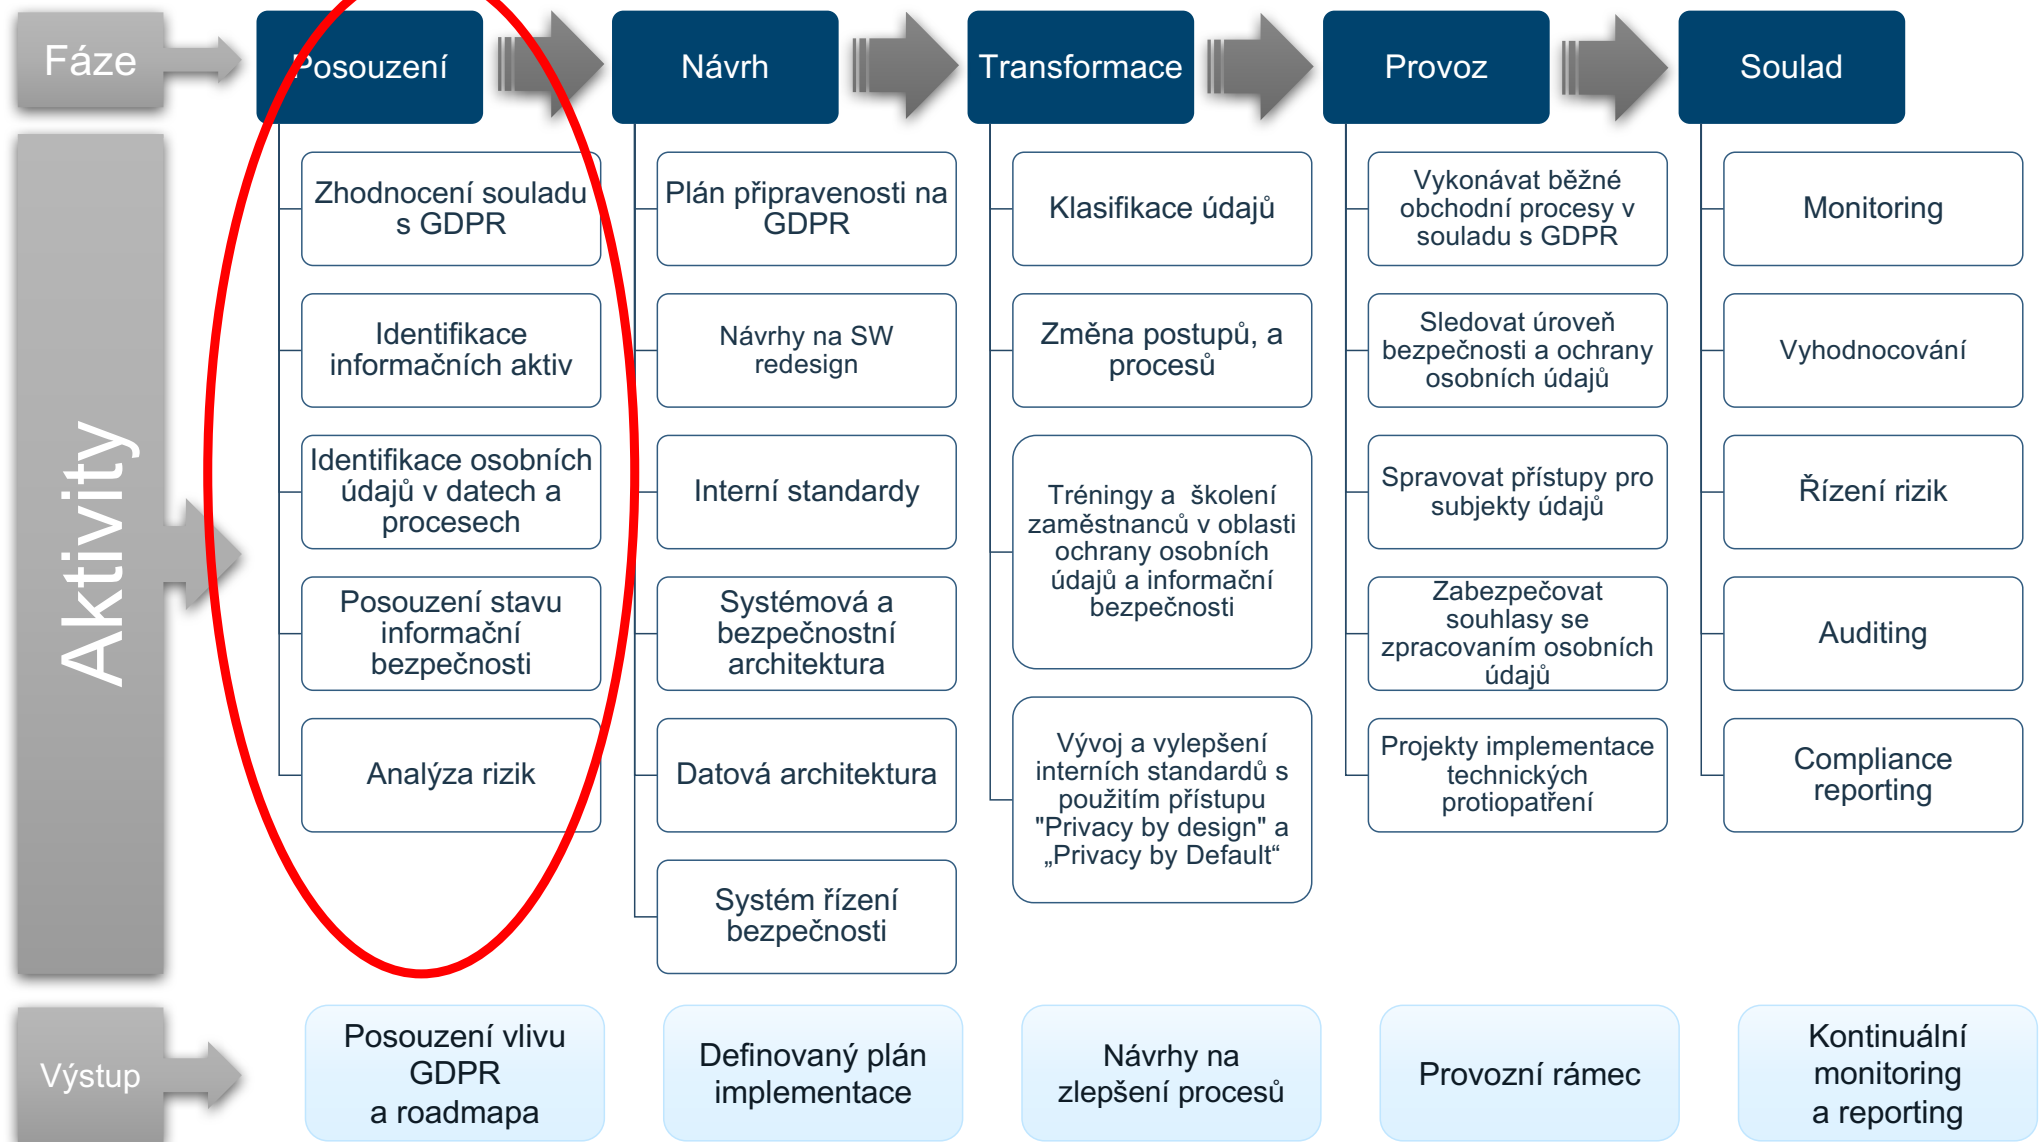 Fáze
Posouzení
Návrh
Transformace
Provoz
Soulad
Aktivity
Zhodnocení souladu
s GDPR
Identifikace
informačních aktiv
Identifikace osobních
údajů v datech a
procesech
Posouzení stavu
informační
bezpečnosti
Analýza rizik
Plán připravenosti na
GDPR
Návrhy na SW
redesign
Interní standardy
Systémová a
bezpečnostní
architektura
Datová architektura
Systém řízení
bezpečnosti
Klasifikace údajů
Změna postupů, a
procesů
Tréningy a  školení
zaměstnanců v oblasti
ochrany osobních
údajů a informační
bezpečnosti
Vývoj a vylepšení
interních standardů s
použitím přístupu
"Privacy by design" a
„Privacy by Default“
Vykonávat běžné
obchodní procesy v
souladu s GDPR
Sledovat úroveň
bezpečnosti a ochrany
osobních údajů
Spravovat přístupy pro
subjekty údajů
Zabezpečovat
souhlasy se
zpracovaním osobních
údajů
Projekty implementace
technických
protiopatření
Monitoring
Vyhodnocování
Řízení rizik
Auditing
Compliance
reporting
Výstup
Posouzení vlivu
GDPR
a roadmapa
Definovaný plán
implementace
Návrhy na
zlepšení procesů
Provozní rámec
Kontinuální
monitoring
a reporting